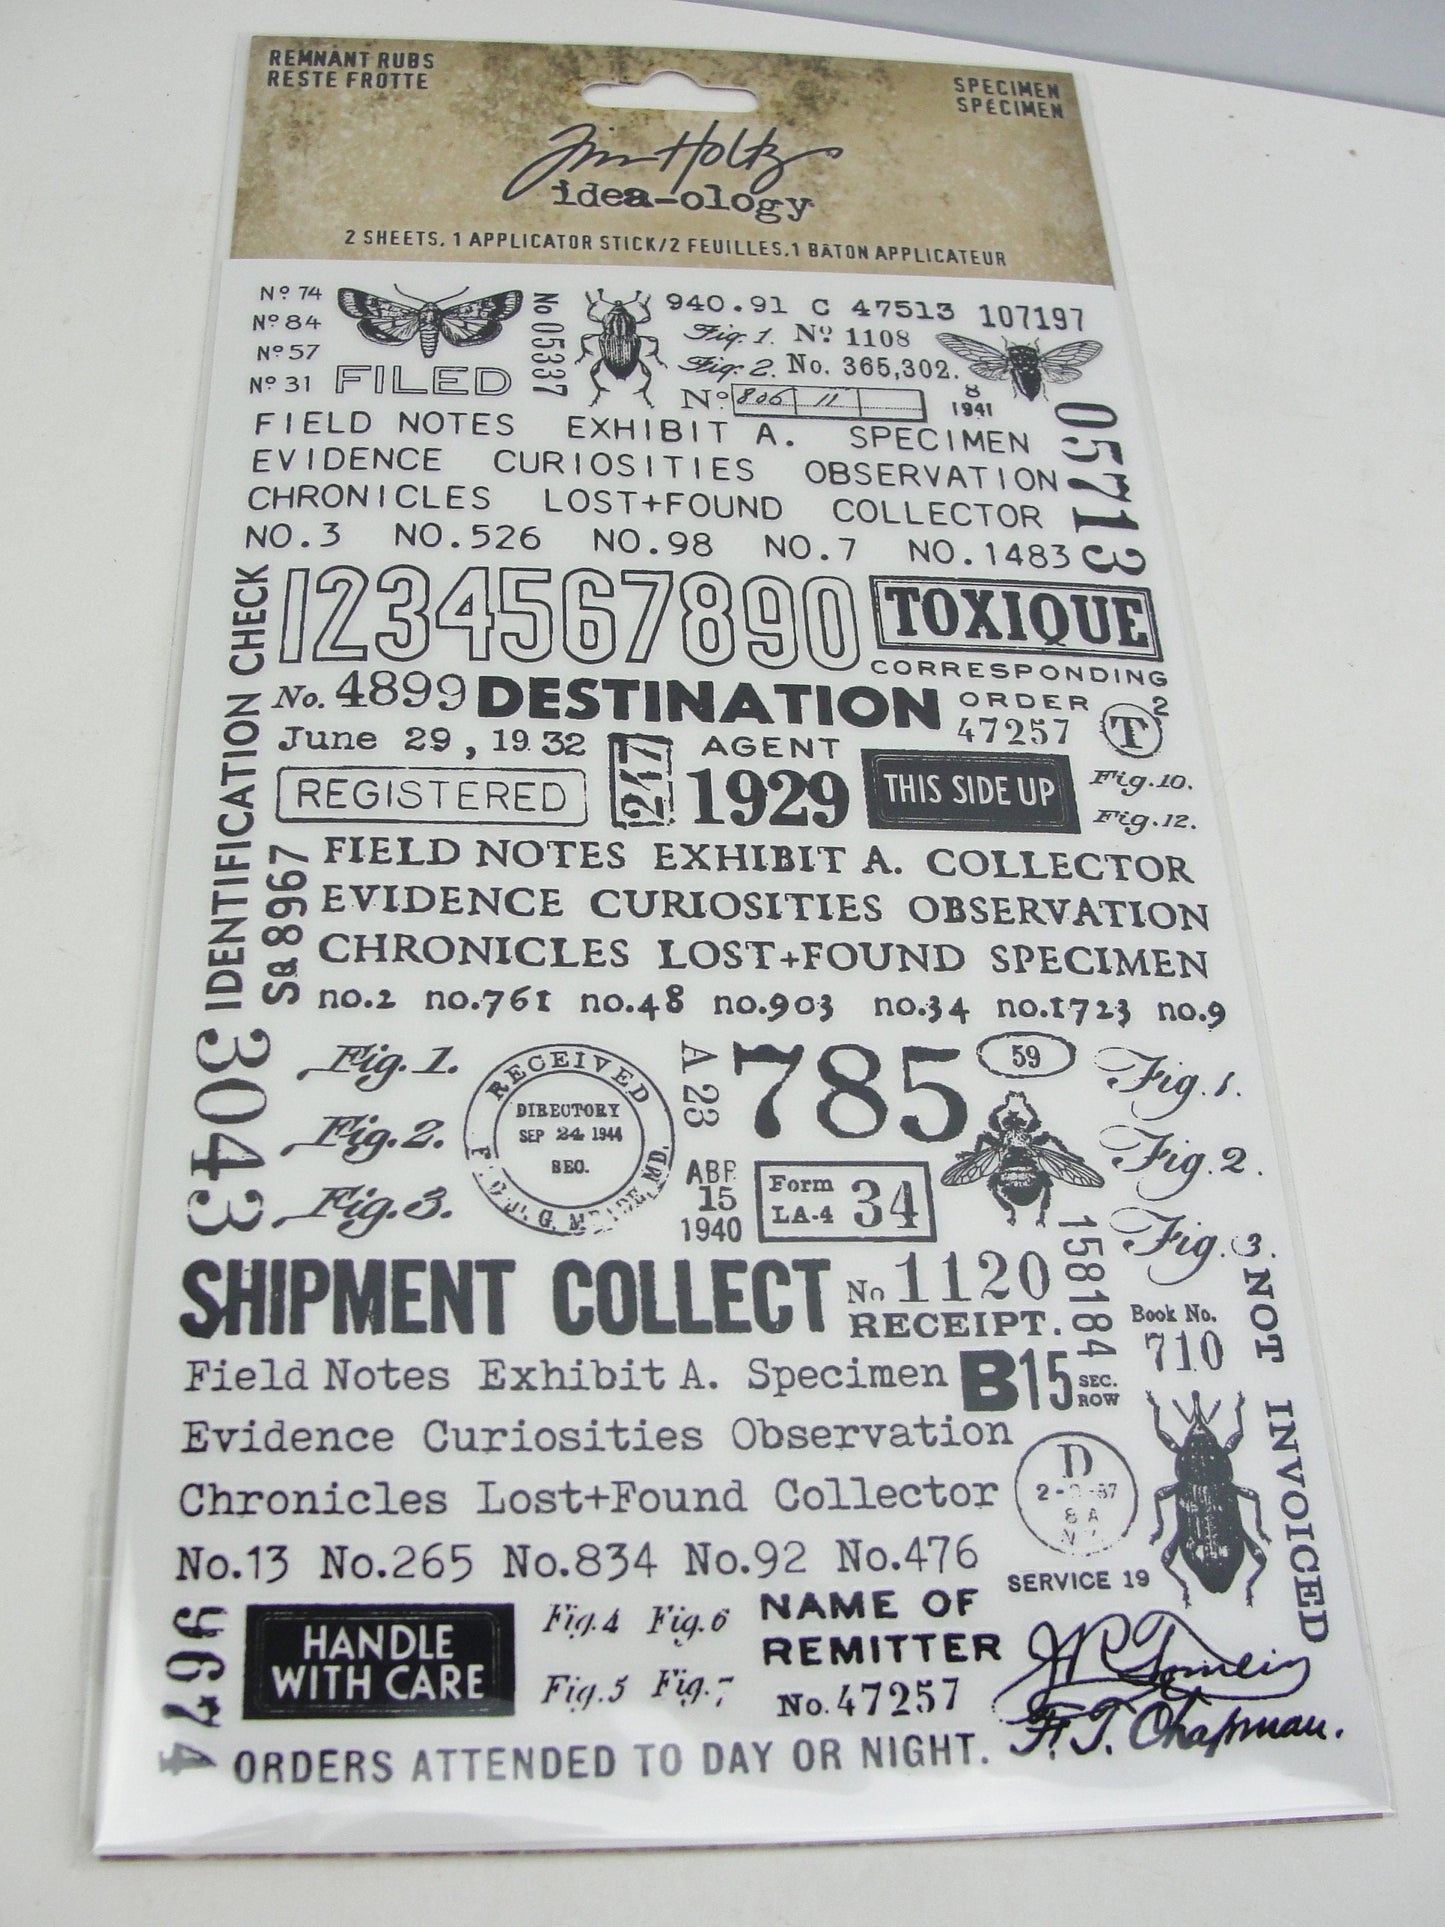 REMNANT RUBS
RESTE FROTTE
SPECIMEN
SPÉCIMEN
Tim Holtz
idea-ology
2 SHEETS, 1 APPLICATOR STICK/2 FEUILLES, 1 BÂTON APPLICATEUR
Nº 74
Nº 84
Nº 57
Nº 31
FILED
No 05337
940.91 C 47513 107197
Fig. 1. Nº 1108
Fig. 2. No. 365,302.
Nº 806 11
8
1941
05713
FIELD NOTES EXHIBIT A. SPECIMEN
EVIDENCE CURIOSITIES OBSERVATION
CHRONICLES LOST+FOUND COLLECTOR
NO.3 NO.526 NO.98 NO.7 NO.1483
IDENTIFICATION CHECK
1234567890
TOXIQUE
CORRESPONDING
ORDER
47257
2
T
No. 4899
DESTINATION
June 29, 1932
247
AGENT
1929
REGISTERED
THIS SIDE UP
Fig.10.
Fig.12.
Sa 8967
FIELD NOTES EXHIBIT A. COLLECTOR
EVIDENCE CURIOSITIES OBSERVATION
CHRONICLES LOST+FOUND SPECIMEN
no.2 no.761 no.48 no.903 no.34 no.1723 no.9
3043
Fig. 1.
Fig. 2.
Fig. 3.
RECEIVED
DIRECTORY
SEP 24 1944
SEC.
MD.
A 23
785
59
APR
15
1940
Form
LA-4
34
Fig. 1.
Fig. 2.
Fig. 3.
158184
SHIPMENT COLLECT
No 1120
RECEIPT.
Book No.
710
NOT INVOICED
Field Notes Exhibit A. Specimen
B15
SEC.
ROW
Evidence Curiosities Observation
Chronicles Lost+Found Collector
D
8 A
No.13 No.265 No.834 No.92 No.476
SERVICE 19
9674
HANDLE
WITH CARE
Fig.4 Fig.6
Fig.5 Fig.7
NAME OF
REMITTER
No. 47257
F. T. Chapman.
ORDERS ATTENDED TO DAY OR NIGHT.